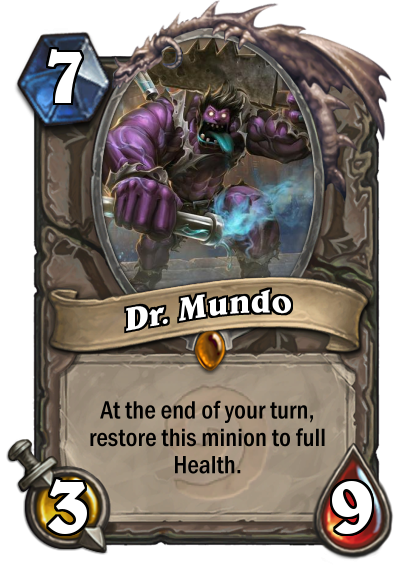 7
Dr. Mundo
At the end of your turn,
restore this minion to full
Health.
3
9